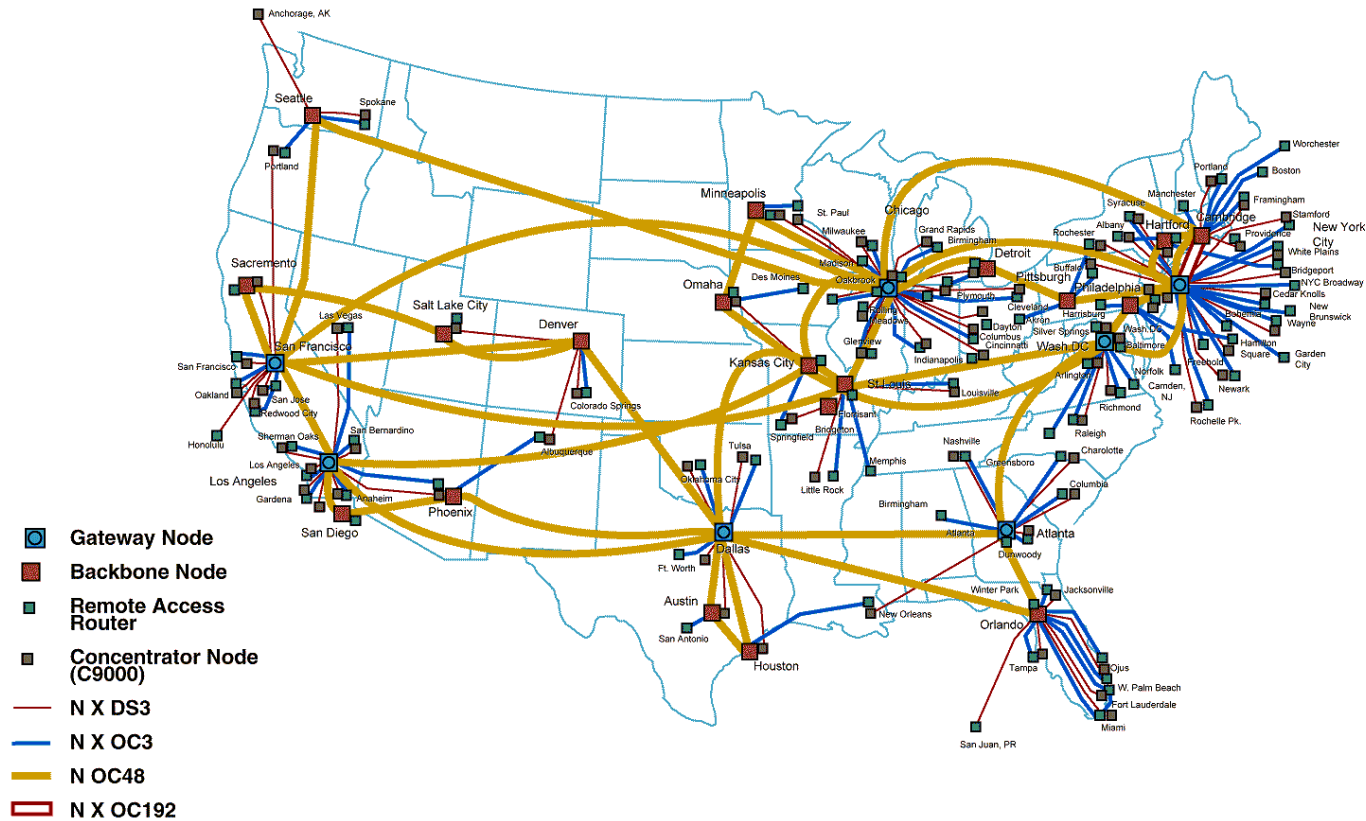 Anchorage, AK
Seattle
Spokane
Portland
Sacremento
Las Vegas
Salt Lake City
Denver
San Francisco
San Francisco
Oakland
San Jose
Redwood City
Honolulu
Colorado Springs
Albuquerque
Sherman Oaks
San Bernardino
Los Angeles
Los Angeles
Gardena
Anaheim
San Diego
Phoenix
Minneapolis
St. Paul
Milwaukee
Madison
Oakbrook
Chicago
Grand Rapids
Birmingham
Detroit
Plymouth
Des Moines
Omaha
Rolling
Meadows
Glenview
Indianapolis
Dayton
Columbus
Cincinnati
Cleveland
Akron
Pittsburgh
Kansas City
St Louis
Florrisam
Bridgeton
Springfield
Louisville
Little Rock
Memphis
Tulsa
Oklahoma City
Dallas
Ft. Worth
Austin
San Antonio
Houston
New Orleans
Nashville
Greensboro
Charolotte
Columbia
Birmingham
Atlanta
Atlanta
Dunwoody
Winter Park
Jacksonville
Orlando
Tampa
Ojus
W. Palm Beach
Fort Lauderdale
Miami
San Juan, PR
Worchester
Boston
Portland
Manchester
Framingham
Syracuse
Albany
Hartford
Cambridge
Stamford
Providence
New York
City
Rochester
Buffalo
White Plains
Bridgeport
Philadelphia
NYC Broadway
Cedar Knolls
Harrisburg
New
Brunswick
Bohemia
Wayne
Silver Springs
Wash.DC
Wash.DC
Baltimore
Hamilton
Square
Freehold
Garden
City
Arlington
Norfolk
Camden,
NJ
Newark
Richmond
Raleigh
Rochelle Pk.
Gateway Node
Backbone Node
Remote Access
Router
Concentrator Node
(C9000)
N X DS3
N X OC3
N OC48
N X OC192